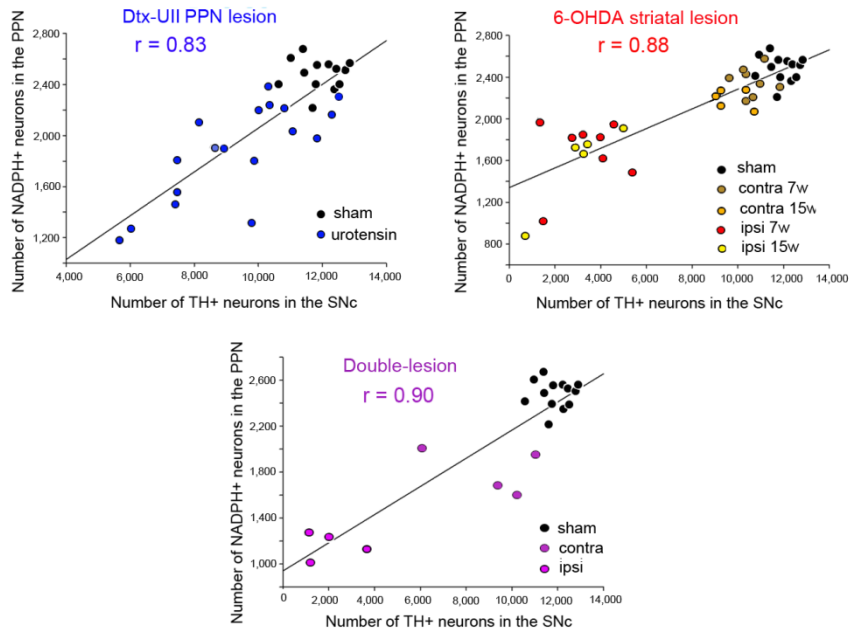 Dtx-UII PPN lesion
r = 0.83
Number of NADPH+ neurons in the PPN
2,800
2,400
2,000
1,600
1,200
sham
urotensin
4,000 6,000 8,000 10,000 12,000 14,000
Number of TH+ neurons in the SNc
6-OHDA striatal lesion
r = 0.88
Number of NADPH+ neurons in the PPN
2,800
2,400
2,000
1,600
1,200
800
sham
contra 7w
contra 15w
ipsi 7w
ipsi 15w
0 2,000 4,000 6,000 8,000 10,000 12,000 14,000
Number of TH+ neurons in the SNc
Double-lesion
r = 0.90
Number of NADPH+ neurons in the PPN
2,600
1,800
1,400
1,000
sham
contra
ipsi
0 2,000 4,000 6,000 8,000 10,000 12,000 14,000
Number of TH+ neurons in the SNc